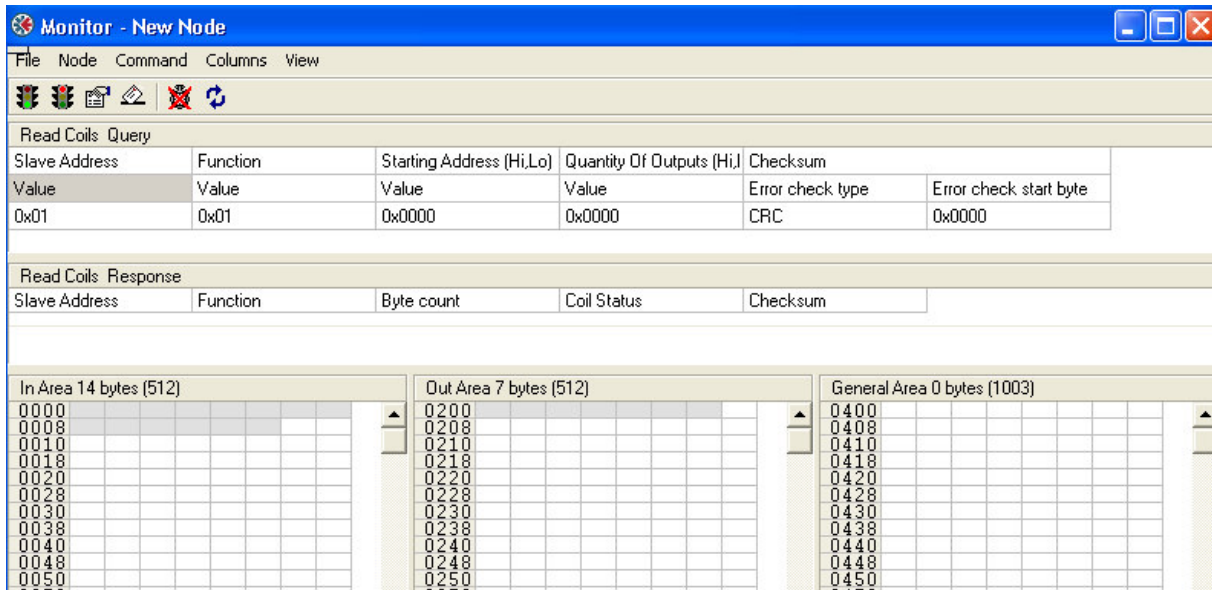 Monitor - New Node
File Node Command Columns View
Read Coils Query
Slave Address Function Starting Address (Hi,Lo) Quantity Of Outputs (Hi,l Checksum
Value Value Value Value Error check type Error check start byte
0x01 0x01 0x0000 0x0000 CRC 0x0000
Read Coils Response
Slave Address Function Byte count Coil Status Checksum
In Area 14 bytes (512) Out Area 7 bytes (512) General Area 0 bytes (1003)
0000 0200 0400
0008 0208 0408
0010 0210 0410
0018 0218 0418
0020 0220 0420
0028 0228 0428
0030 0230 0430
0038 0238 0438
0040 0240 0440
0048 0248 0448
0050 0250 0450